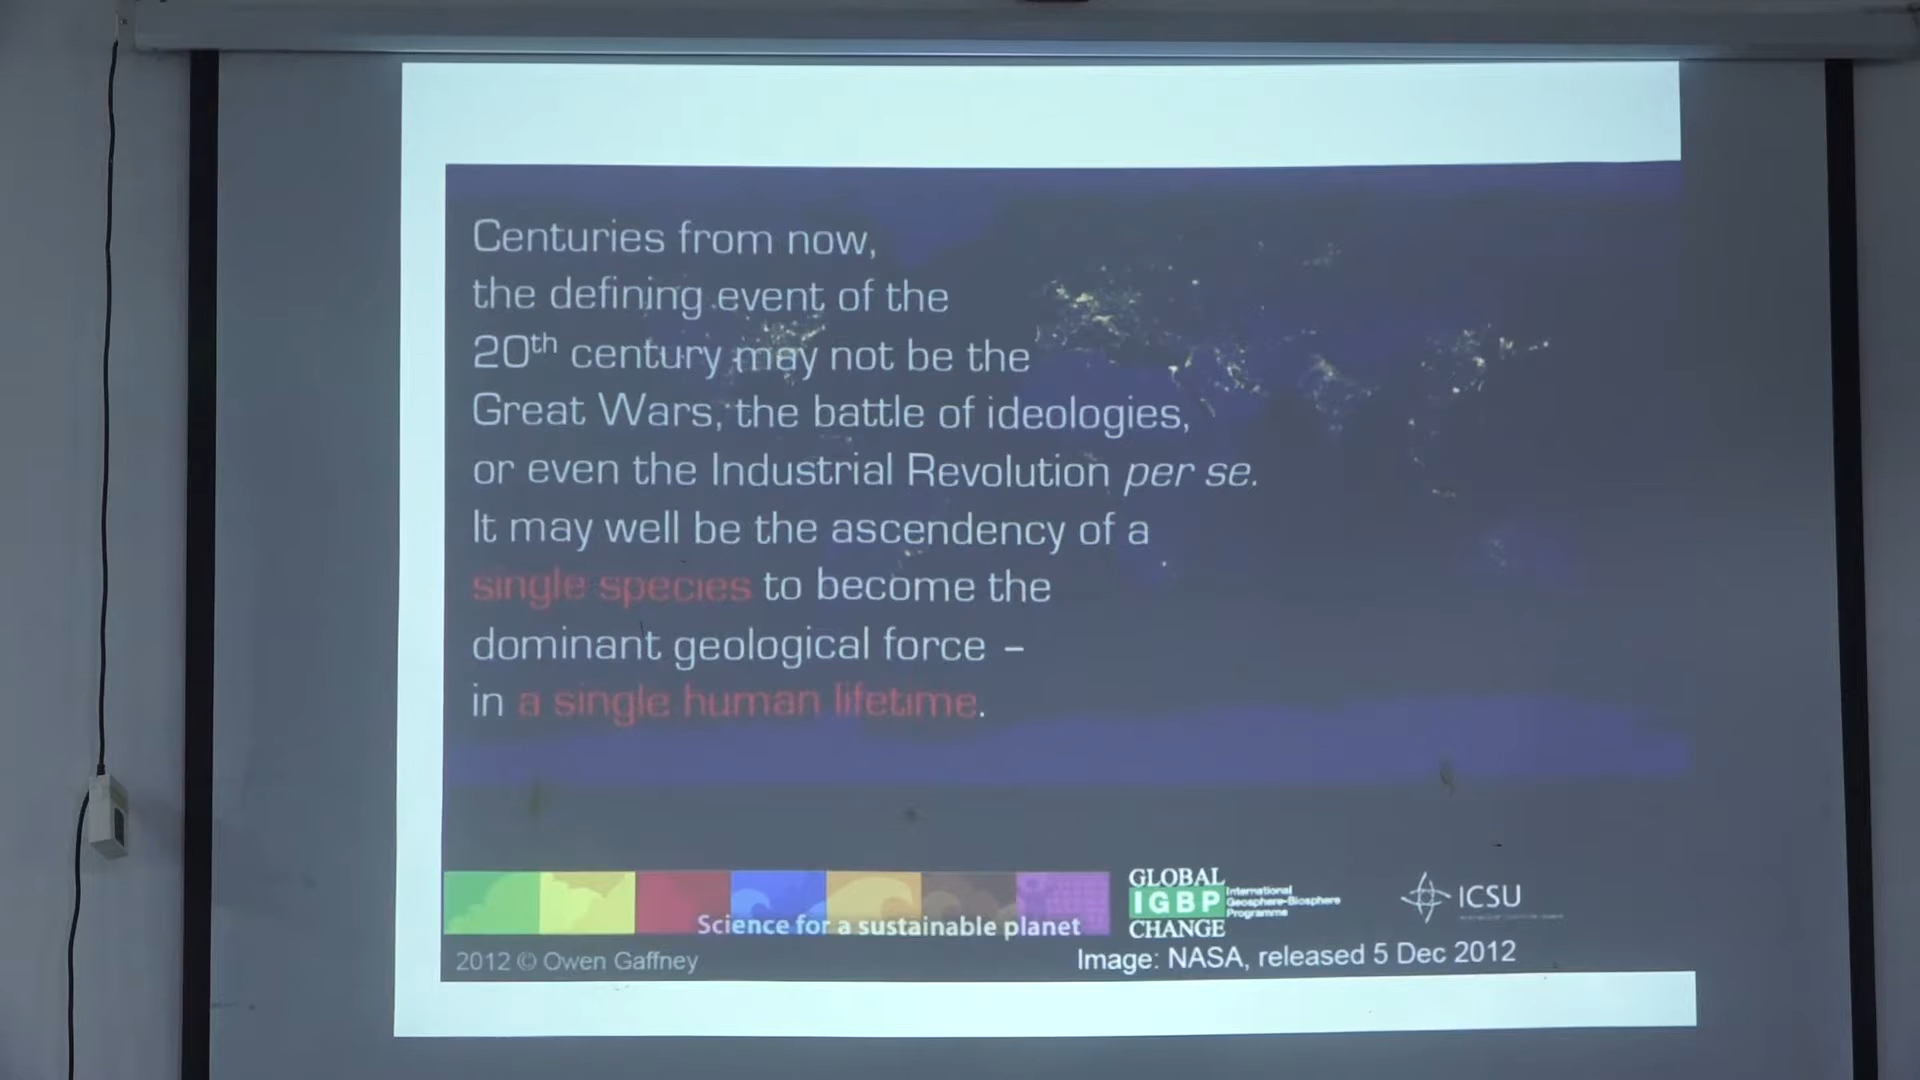 Centuries from now,
the defining event of the
20th century may not be the
Great Wars, the battle of ideologies,
or even the Industrial Revolution per se.
It may well be the ascendency of a
single species to become the
dominant geological force –
in a single human lifetime.
Science for a sustainable planet
GLOBAL
IGBP
CHANGE
International
Geosphere-Biosphere
Programme
ICSU
2012 © Owen Gaffney
Image: NASA, released 5 Dec 2012